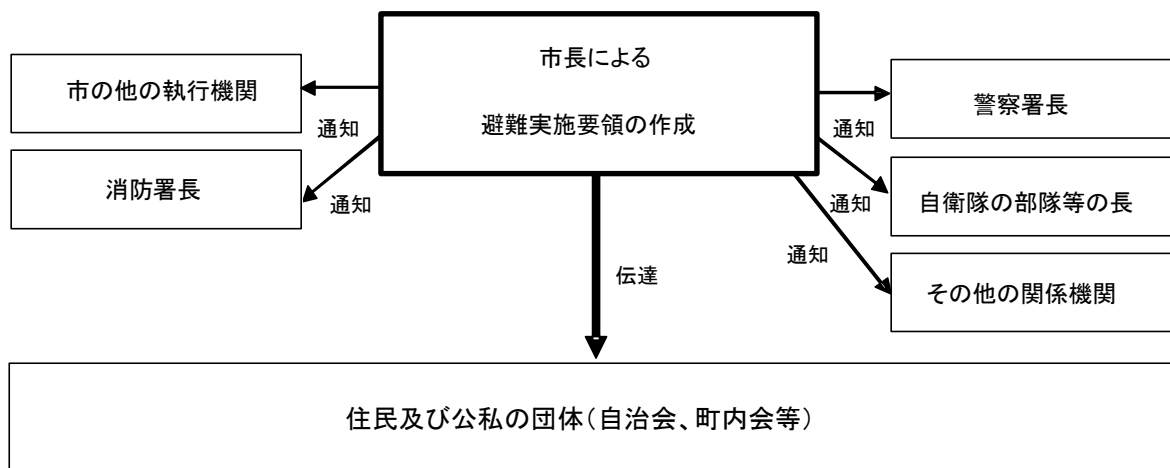 市長による
避難実施要領の作成
市の他の執行機関
通知
消防署長
通知
警察署長
通知
自衛隊の部隊等の長
通知
その他の関係機関
通知
伝達
住民及び公私の団体(自治会、町内会等)